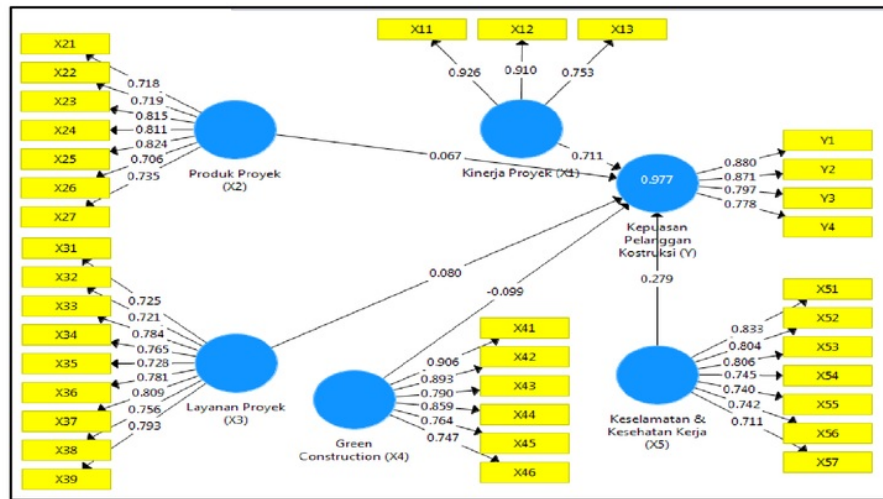 X11
X12
X13
0.926
0.910
0.753
Kinerja Proyek (X1)
0.711
X21
X22
X23
X24
X25
X26
X27
0.718
0.719
0.815
0.811
0.824
0.706
0.735
Produk Proyek
(X2)
0.067
0.977
Kepuasan
Pelanggan
Kostruksi (Y)
0.880
0.871
0.797
0.778
Y1
Y2
Y3
Y4
X31
X32
X33
X34
X35
X36
X37
X38
X39
0.725
0.721
0.784
0.765
0.728
0.781
0.809
0.756
0.793
Layanan Proyek
(X3)
0.080
-0.099
0.279
Green
Construction (X4)
0.906
0.893
0.790
0.859
0.764
0.747
X41
X42
X43
X44
X45
X46
Keselamatan &
Kesehatan Kerja
(X5)
0.833
0.804
0.806
0.745
0.740
0.742
0.711
X51
X52
X53
X54
X55
X56
X57